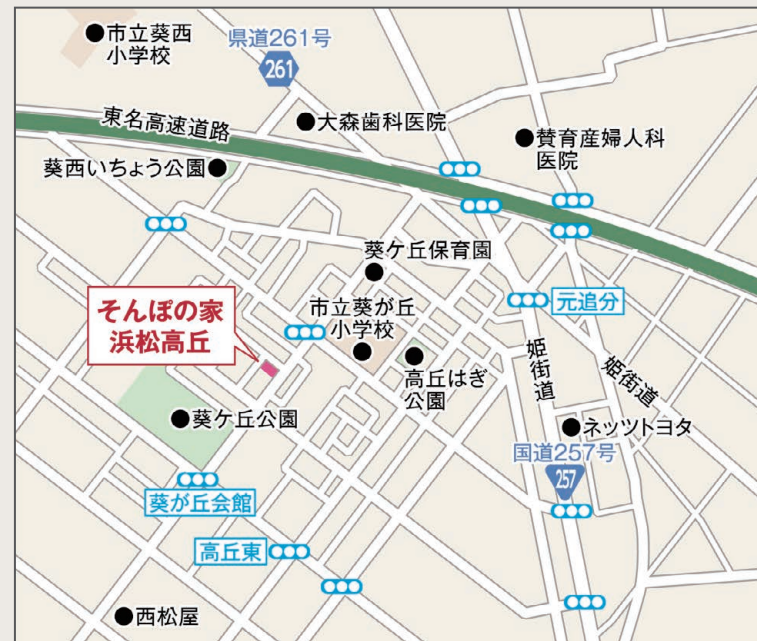 市立葵西
小学校
県道261号
261
東名高速道路
大森歯科医院
賛育産婦人科
医院
葵西いちょう公園
葵ケ丘保育園
そんぽの家
浜松高丘
市立葵が丘
小学校
元追分
高丘はぎ
公園
姫街道
姫街道
葵ケ丘公園
ネッツトヨタ
国道257号
257
葵が丘会館
高丘東
西松屋